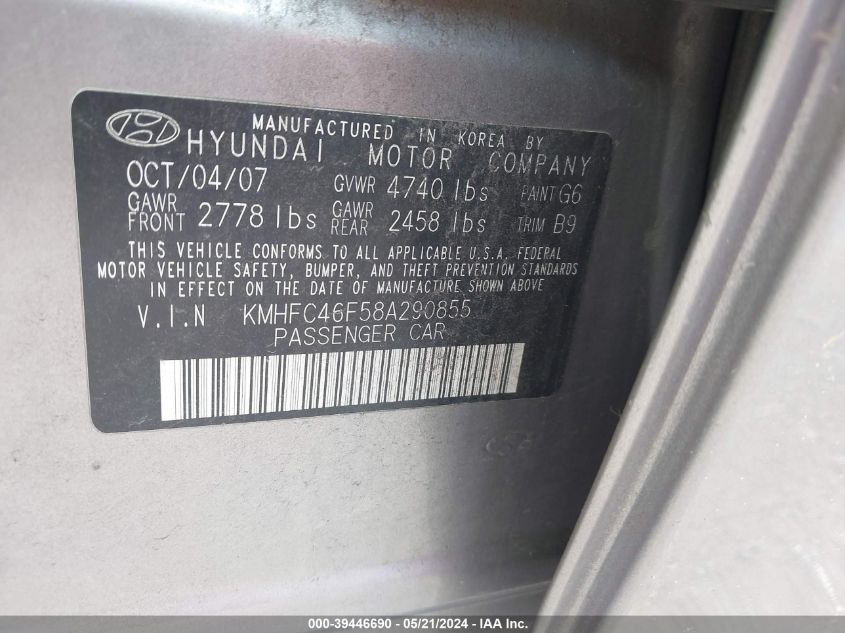 MANUFACTURED IN KOREA BY
HYUNDAI MOTOR COMPANY
OCT/04/07 GVWR 4740 lbs PAINT G6
GAWR FRONT 2778 lbs GAWR REAR 2458 lbs TRIM B9
THIS VEHICLE CONFORMS TO ALL APPLICABLE U.S.A. FEDERAL
MOTOR VEHICLE SAFETY, BUMPER, AND THEFT PREVENTION STANDARDS
IN EFFECT ON THE DATE OF MANUFACTURE SHOWN ABOVE
V.I.N KMHFC46F58A290855
PASSENGER CAR
000-39446690 - 05/21/2024 - IAA Inc.